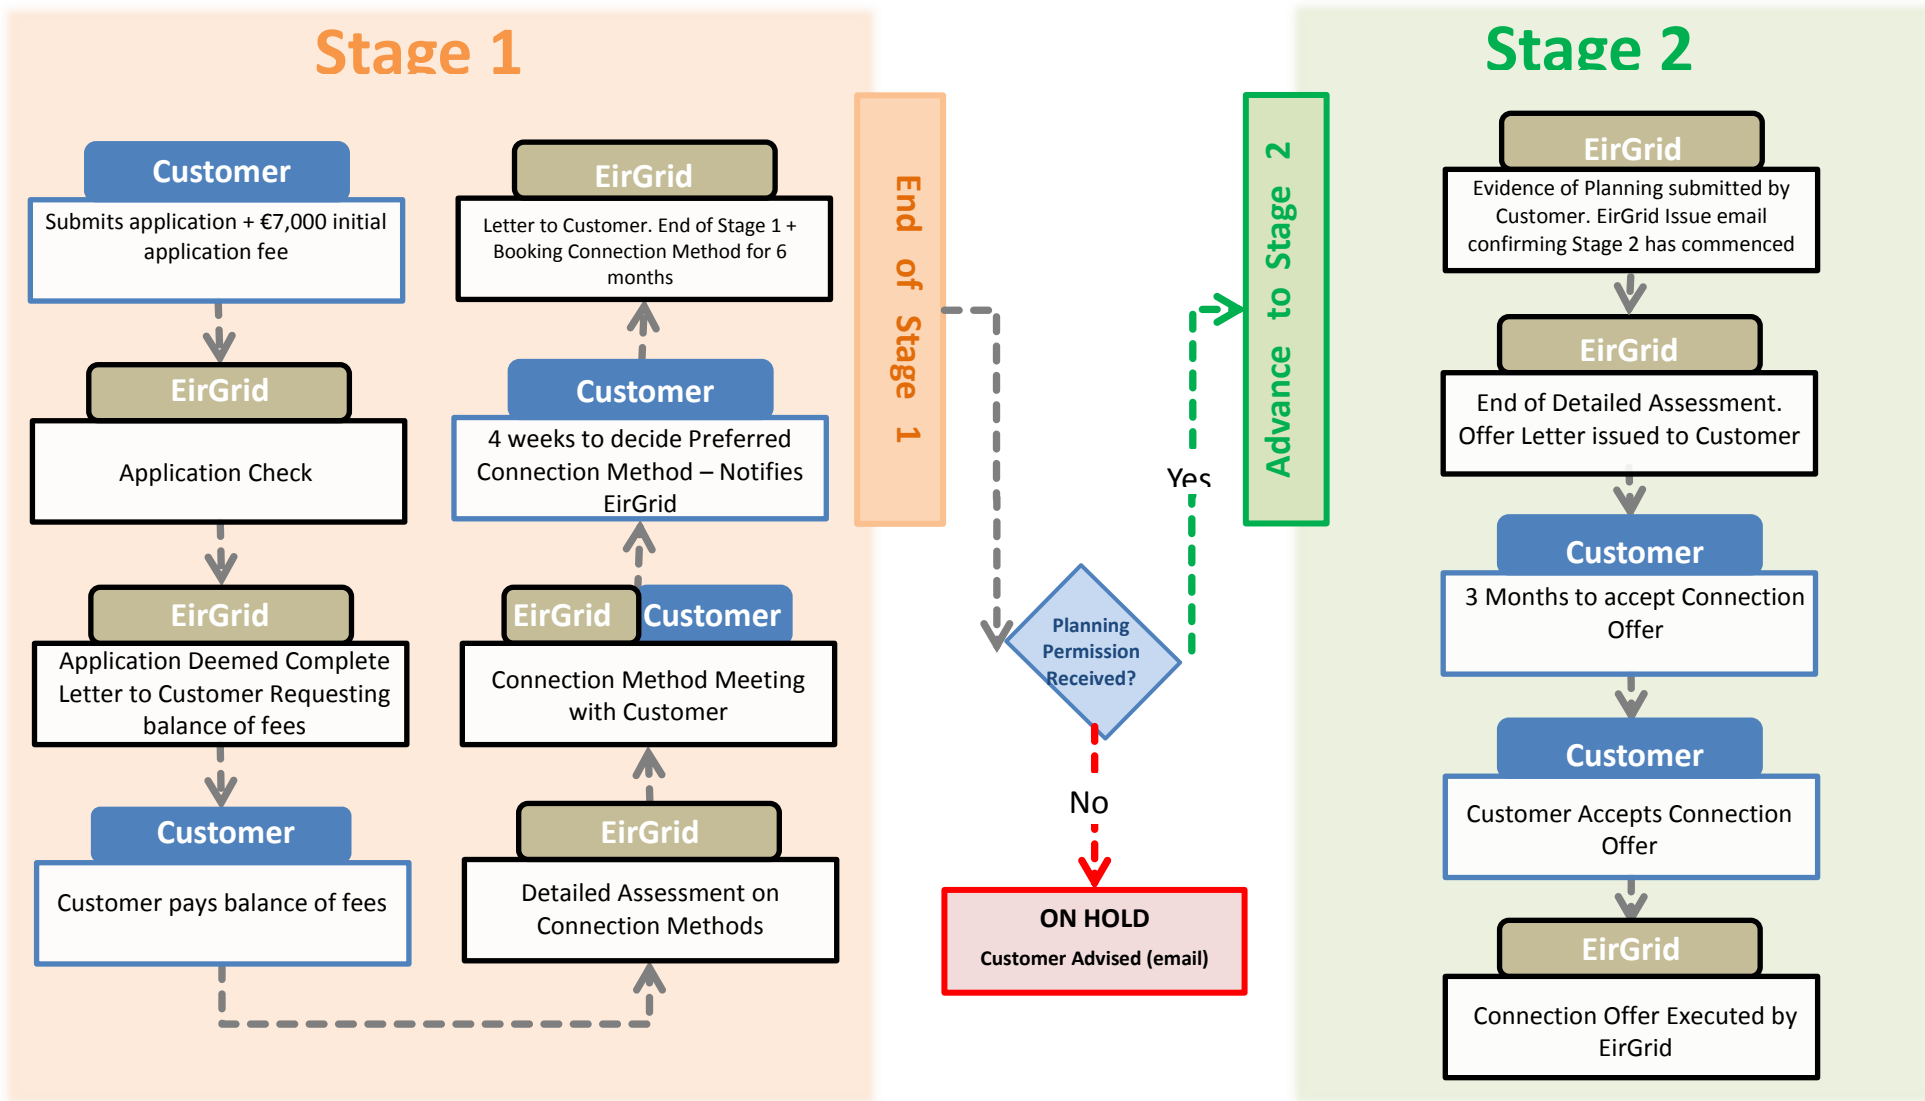 Stage 1
Customer
Submits application + €7,000 initial
application fee
EirGrid
Application Check
EirGrid
Application Deemed Complete
Letter to Customer Requesting
balance of fees
Customer
Customer pays balance of fees
EirGrid
Detailed Assessment on
Connection Methods
EirGrid
Customer
Connection Method Meeting
with Customer
Customer
4 weeks to decide Preferred
Connection Method – Notifies
EirGrid
EirGrid
Letter to Customer. End of Stage 1 +
Booking Connection Method for 6
months
End of Stage 1
Planning
Permission
Received?
No
ON HOLD
Customer Advised (email)
Yes
Advance to Stage 2
Stage 2
EirGrid
Evidence of Planning submitted by
Customer. EirGrid Issue email
confirming Stage 2 has commenced
EirGrid
End of Detailed Assessment.
Offer Letter issued to Customer
Customer
3 Months to accept Connection
Offer
Customer
Customer Accepts Connection
Offer
EirGrid
Connection Offer Executed by
EirGrid